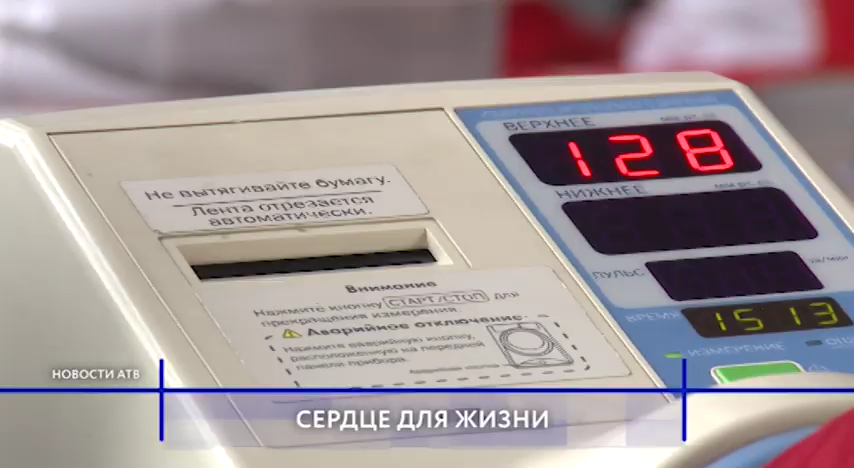 ВЕРХНЕЕ
128
Не вытягивайте бумагу.
Лента отрезается
автоматически.
НИЖНЕЕ
ПУЛЬС
Внимание
Нажмите кнопку СТАРТ/СТОП для
прекращения измерения.
Аварийное отключение
Нажмите аварийную кнопку,
расположенную на передней
панели прибора.
ВРЕМЯ
1513
ИЗМЕРЕНИЕ
НОВОСТИ АТВ
СЕРДЦЕ ДЛЯ ЖИЗНИ